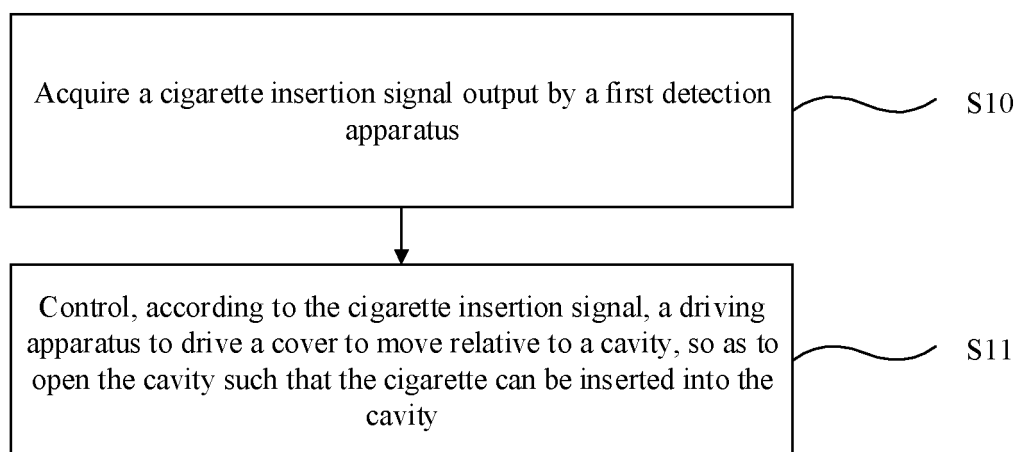 Acquire a cigarette insertion signal output by a first detection
apparatus
S10
Control, according to the cigarette insertion signal, a driving
apparatus to drive a cover to move relative to a cavity, so as to
open the cavity such that the cigarette can be inserted into the
cavity
S11